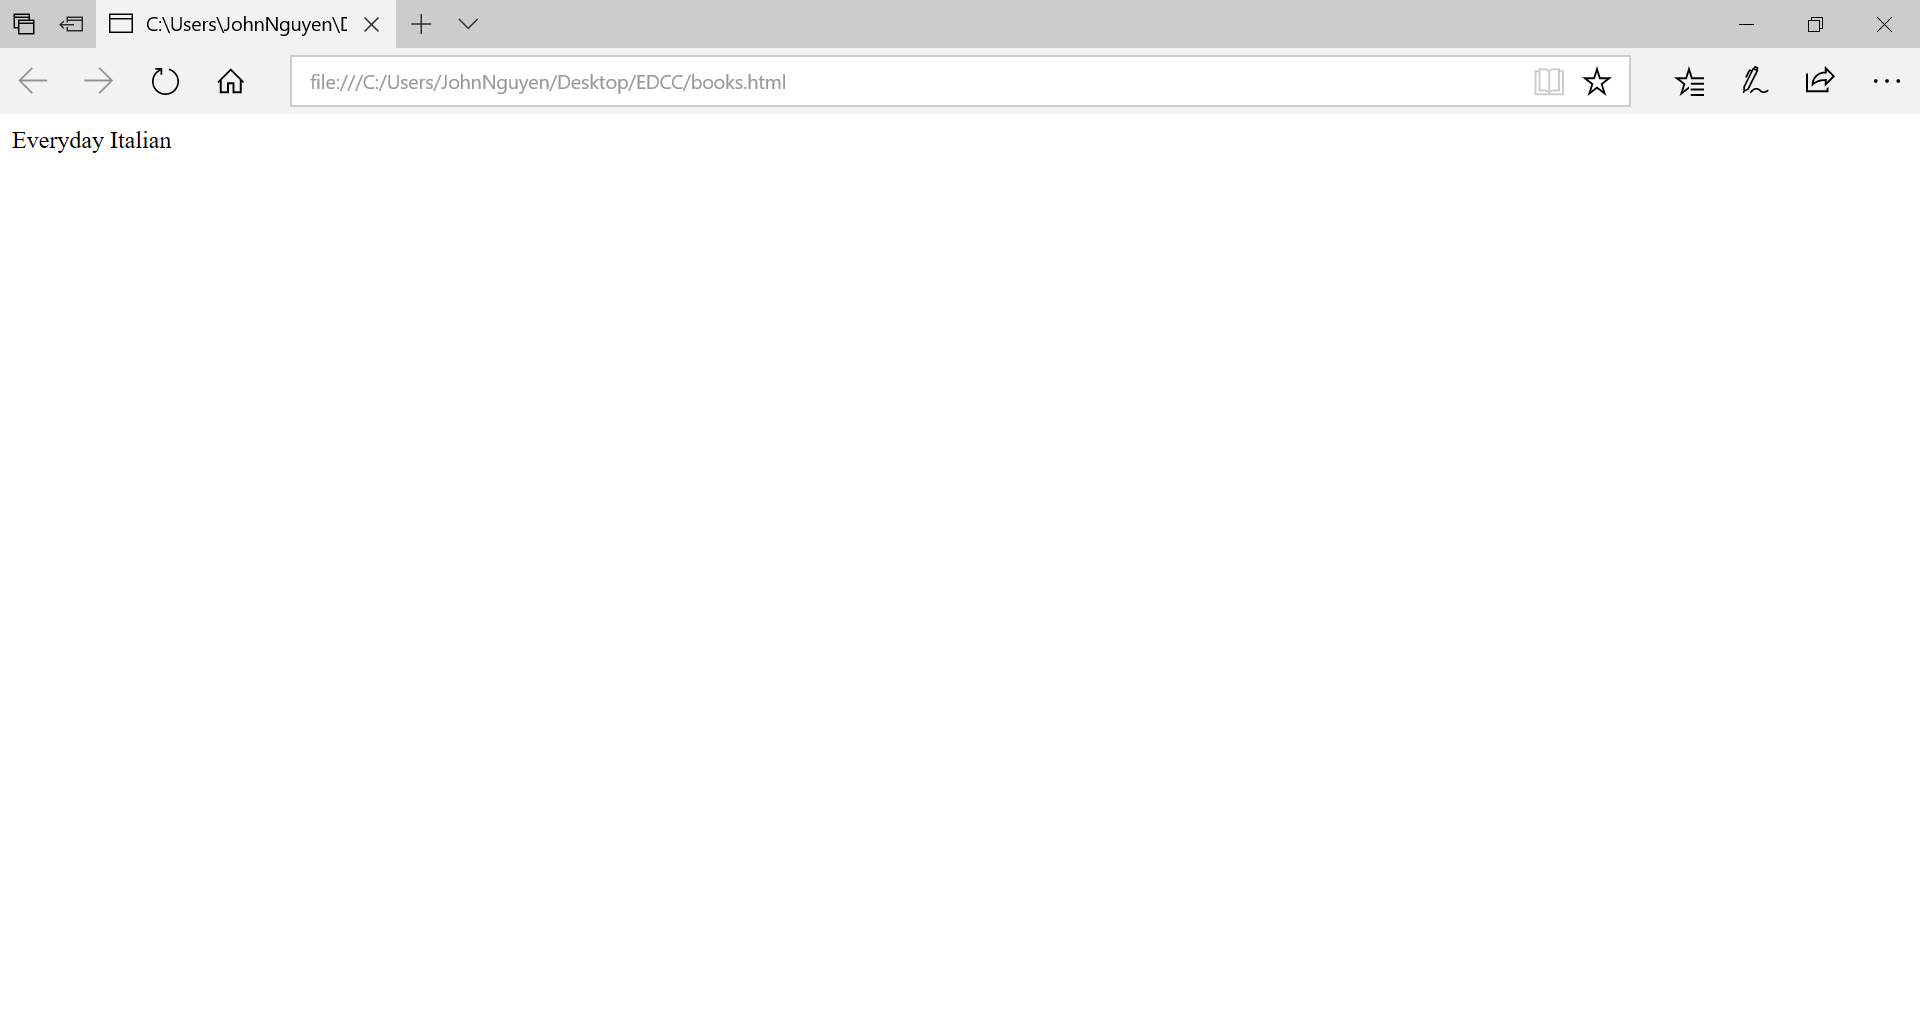 C:\Users\JohnNguyen\D
file:///C:/Users/JohnNguyen/Desktop/EDCC/books.html
Everyday Italian